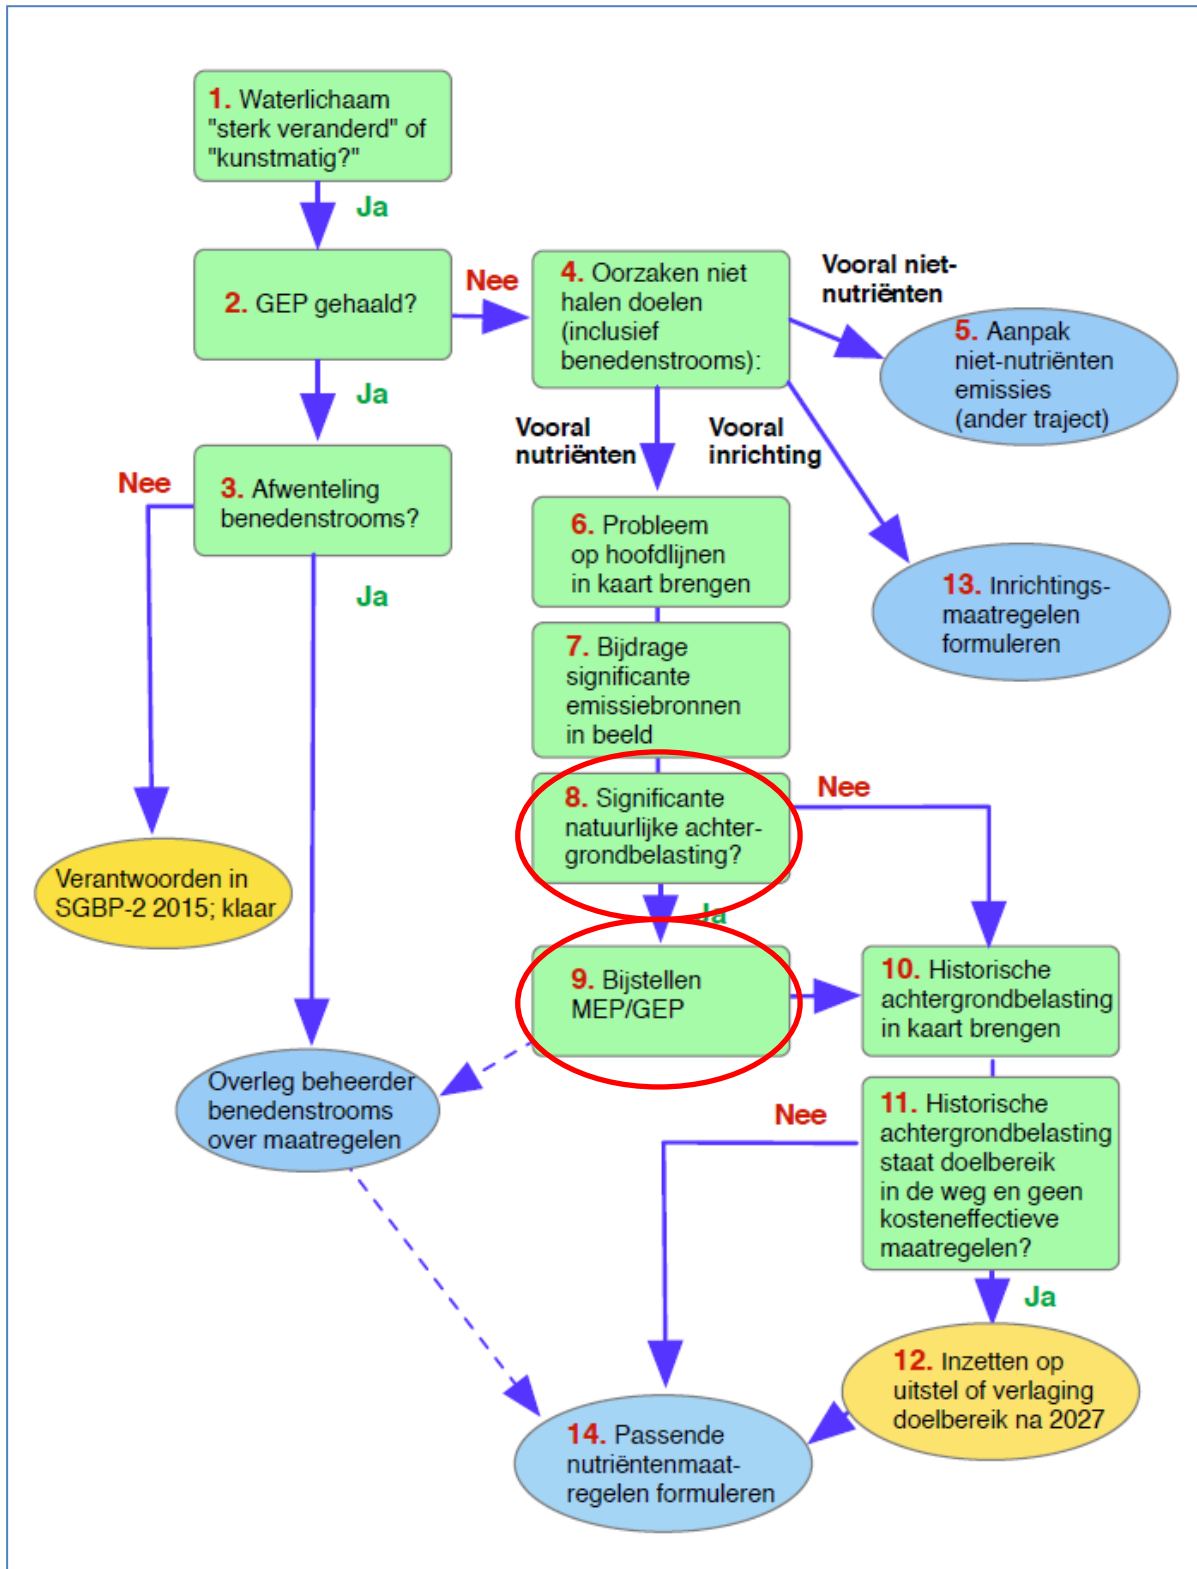 1. Waterlichaam
"sterk veranderd" of
"kunstmatig?"
Ja
2. GEP gehaald?
Nee
4. Oorzaken niet
halen doelen
(inclusief
benedenstrooms):
Vooral niet-
nutriënten
5. Aanpak
niet-nutriënten
emissies
(ander traject)
Ja
Vooral
nutriënten
Vooral
inrichting
Nee
3. Afwenteling
benedenstrooms?
Ja
6. Probleem
op hoofdlijnen
in kaart brengen
13. Inrichtings-
maatregelen
formuleren
7. Bijdrage
significante
emissiebronnen
in beeld
8. Significante
natuurlijke achter-
grondbelasting?
Nee
Ja
Verantwoorden in
SGBP-2 2015; klaar
9. Bijstellen
MEP/GEP
10. Historische
achtergrondbelasting
in kaart brengen
Overleg beheerder
benedenstrooms
over maatregelen
Nee
11. Historische
achtergrondbelasting
staat doelbereik
in de weg en geen
kosteneffectieve
maatregelen?
Ja
12. Inzetten op
uitstel of verlaging
doelbereik na 2027
14. Passende
nutriëntenmaat-
regelen formuleren